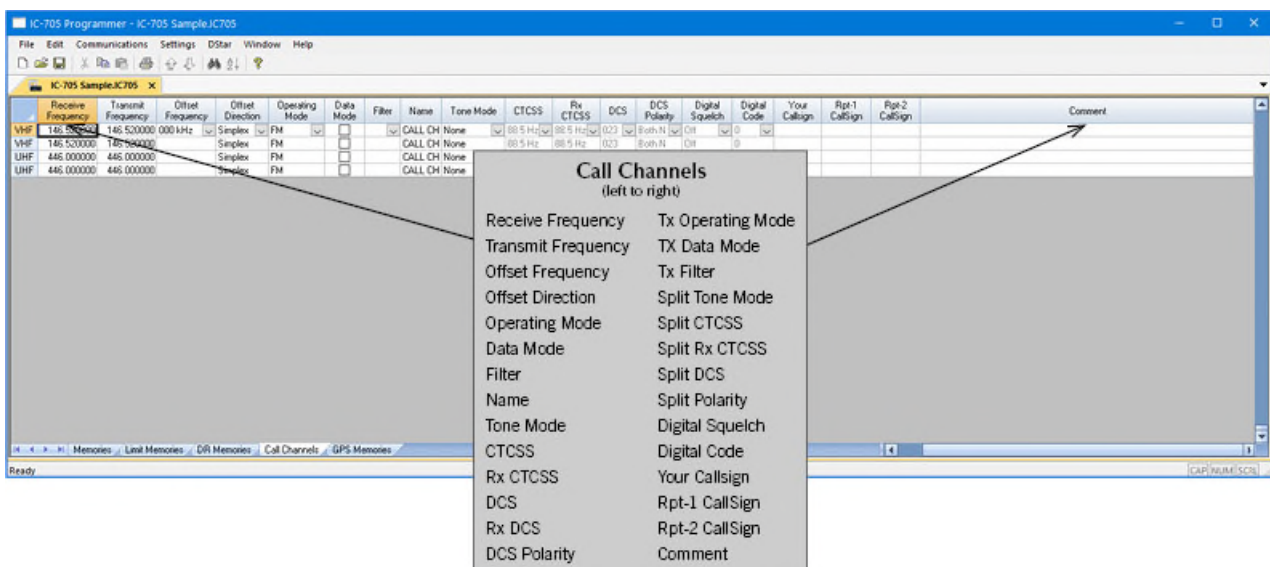 IC-705 Programmer - IC-705 Sample.IC705
File Edit Communications Settings DStar Window Help
IC-705 Sample.IC705
Receive Frequency Transmit Frequency Offset Frequency Offset Direction Operating Mode Data Mode Filter Name Tone Mode CTCSS Rx CTCSS DCS DCS Polarity Digital Squelch Digital Code Your Callsign Rpt-1 CallSign Rpt-2 CallSign Comment
VHF 146.520000 146.520000 000 kHz Simplex FM CALL CH None 88.5 Hz 88.5 Hz 023 Both N Off 0
VHF 146.520000 146.520000 Simplex FM CALL CH None 88.5 Hz 88.5 Hz 023 Both N Off 0
UHF 446.000000 446.000000 Simplex FM CALL CH None
UHF 446.000000 446.000000 Simplex FM CALL CH None
Call Channels
(left to right)
Receive Frequency Tx Operating Mode
Transmit Frequency TX Data Mode
Offset Frequency Tx Filter
Offset Direction Split Tone Mode
Operating Mode Split CTCSS
Data Mode Split Rx CTCSS
Filter Split DCS
Name Split Polarity
Tone Mode Digital Squelch
CTCSS Digital Code
Rx CTCSS Your Callsign
DCS Rpt-1 CallSign
Rx DCS Rpt-2 CallSign
DCS Polarity Comment
Memories Limit Memories DR Memories Call Channels GPS Memories
Ready CAP NUM SCRL